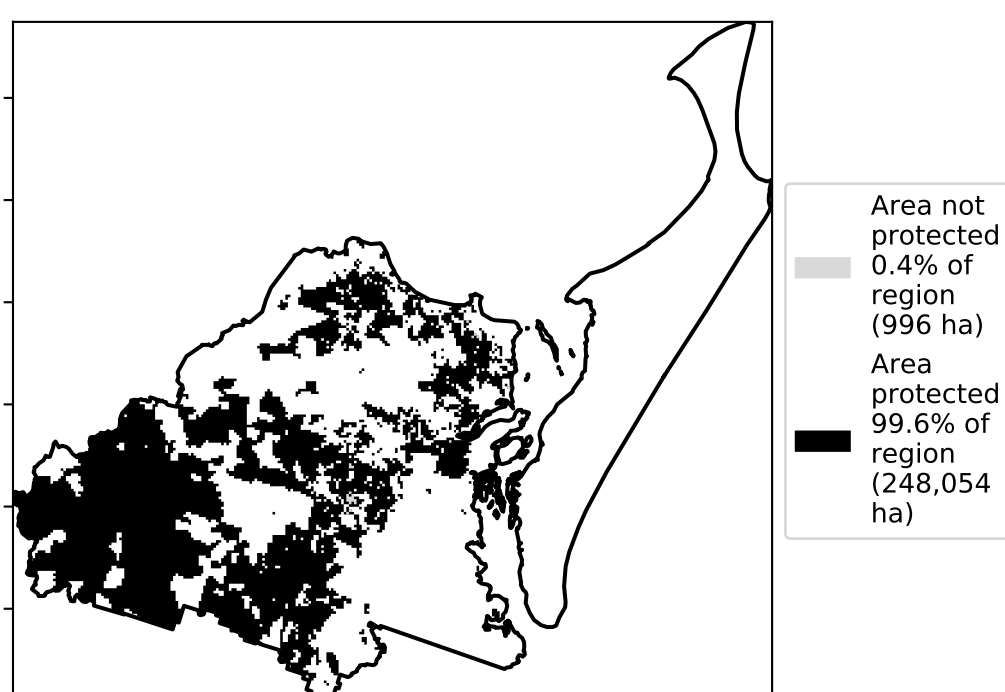 Area not
protected
0.4% of
region
(996 ha)
Area
protected
99.6% of
region
(248,054
ha)